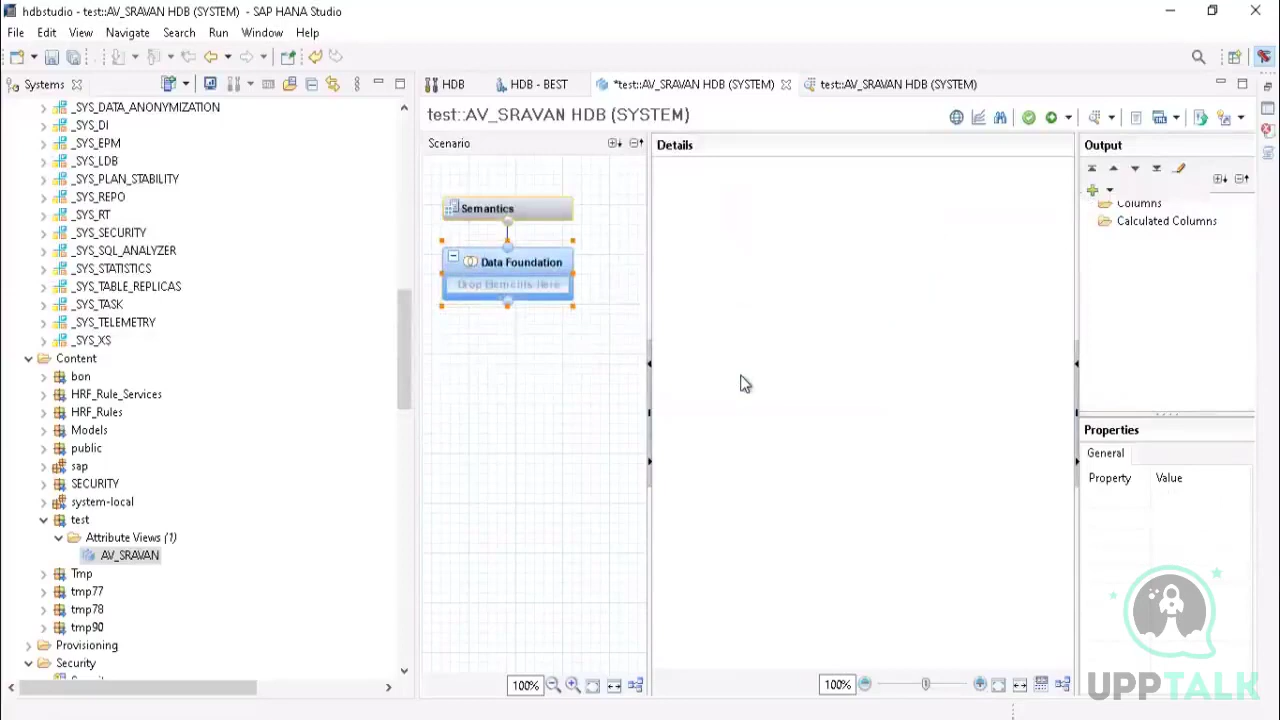 hdbstudio - test::AV_SRAVAN HDB (SYSTEM) - SAP HANA Studio
File Edit View Navigate Search Run Window Help
Systems
HDB
HDB - BEST...
*test::AV_SRAVAN HDB (SYSTEM)
test::AV_SRAVAN HDB (SYSTEM)
_SYS_DATA_ANONYMIZATION
_SYS_DI
_SYS_EPM
_SYS_LDB
_SYS_PLAN_STABILITY
_SYS_REPO
_SYS_RT
_SYS_SECURITY
_SYS_SQL_ANALYZER
_SYS_STATISTICS
_SYS_TABLE_REPLICAS
_SYS_TASK
_SYS_TELEMETRY
_SYS_XS
Content
bon
HRF_Rule_Services
HRF_Rules
Models
public
sap
SECURITY
system-local
test
Attribute Views (1)
AV_SRAVAN
Tmp
tmp77
tmp78
tmp90
Provisioning
Security
test::AV_SRAVAN HDB (SYSTEM)
Scenario
Semantics
Data Foundation
Drop Elements Here
100%
Details
100%
Output
Columns
Calculated Columns
Properties
General
Property Value
UPPTALK